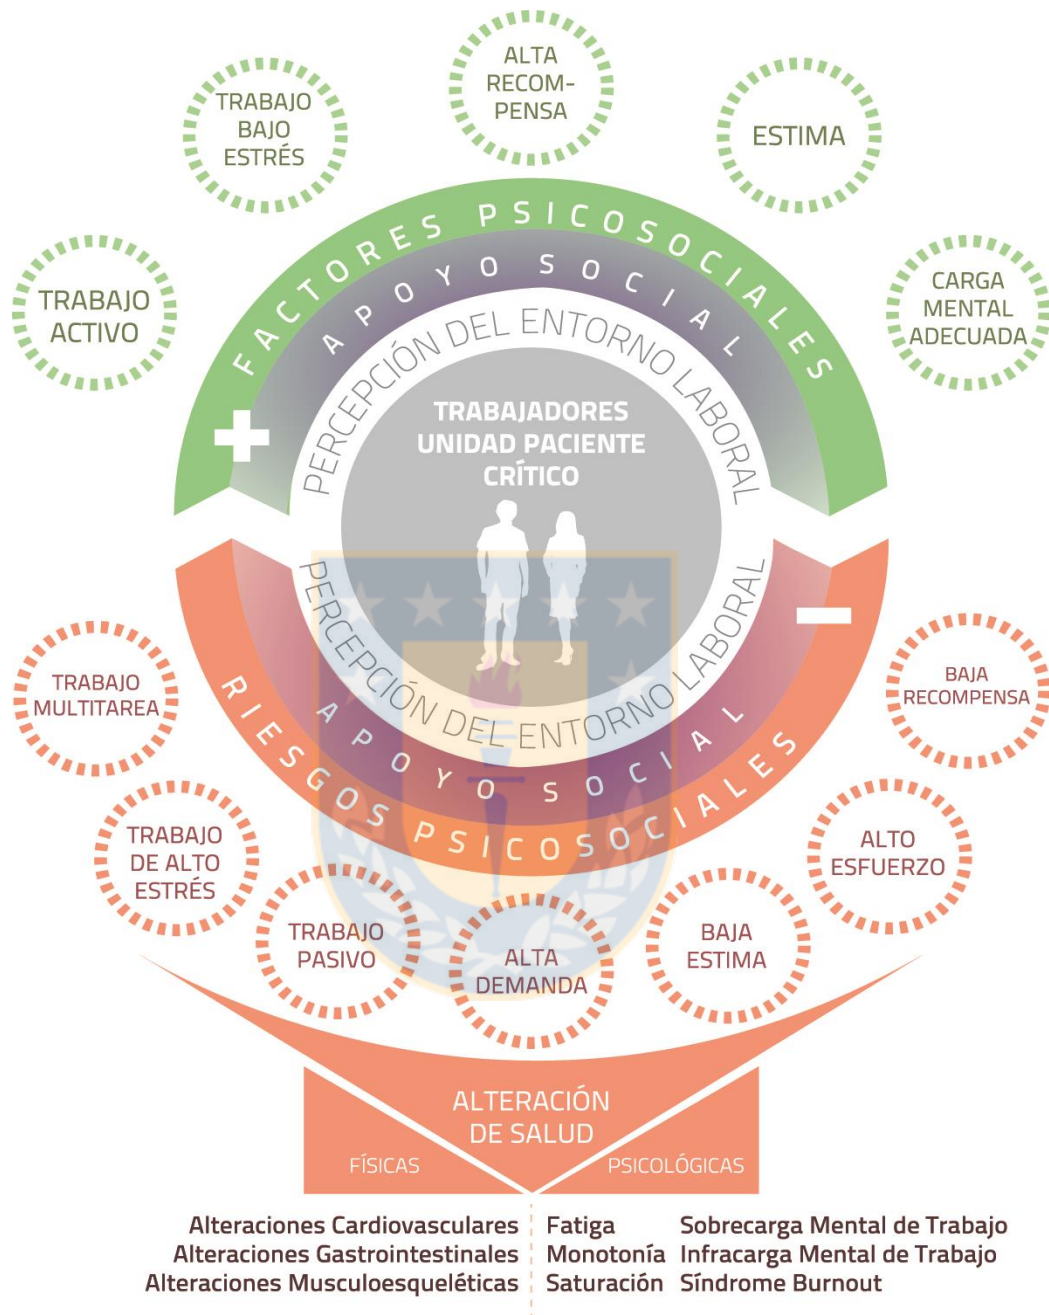 ALTA
RECOM-
PENSA
TRABAJO
BAJO
ESTRÉS
ESTIMA
TRABAJO
ACTIVO
CARGA
MENTAL
ADECUADA
FACTORES PSICOSOCIALES
APOYO SOCIAL
PERCEPCIÓN DEL ENTORNO LABORAL
TRABAJADORES
UNIDAD PACIENTE
CRÍTICO
PERCEPCIÓN DEL ENTORNO LABORAL
APOYO SOCIAL
RIESGOS PSICOSOCIALES
TRABAJO
MULTITAREA
BAJA
RECOMPENSA
TRABAJO
DE ALTO
ESTRÉS
ALTO
ESFUERZO
TRABAJO
PASIVO
ALTA
DEMANDA
BAJA
ESTIMA
ALTERACIÓN
DE SALUD
FÍSICAS
PSICOLÓGICAS
Alteraciones Cardiovasculares
Alteraciones Gastrointestinales
Alteraciones Musculoesqueléticas
Fatiga
Monotonía
Saturación
Sobrecarga Mental de Trabajo
Infracarga Mental de Trabajo
Síndrome Burnout